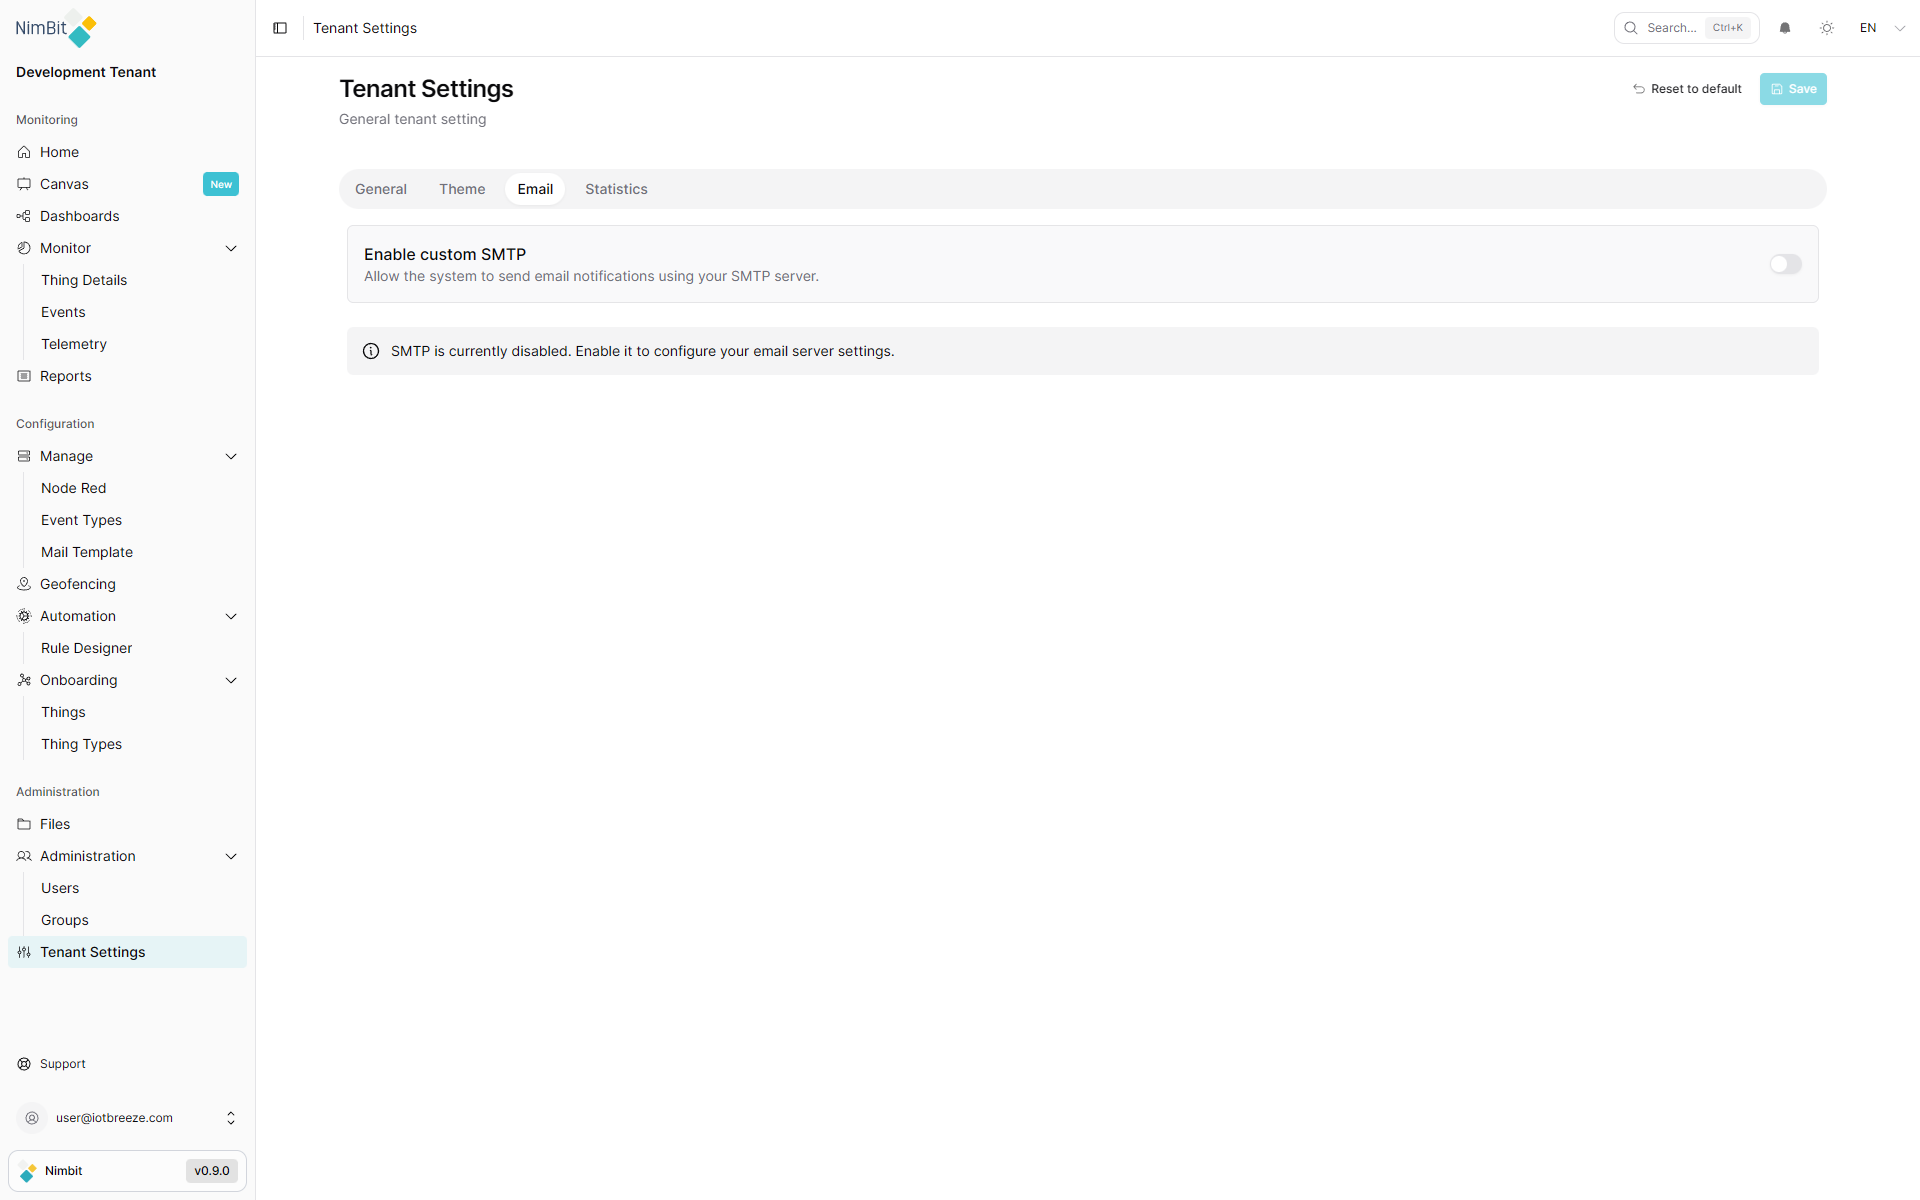 NimBit
Development Tenant
Monitoring
Home
Canvas
New
Dashboards
Monitor
Thing Details
Events
Telemetry
Reports
Configuration
Manage
Node Red
Event Types
Mail Template
Geofencing
Automation
Rule Designer
Onboarding
Things
Thing Types
Administration
Files
Administration
Users
Groups
Tenant Settings
Support
user@iotbreeze.com
Nimbit
v0.9.0
Tenant Settings
Search...
Ctrl+K
EN
Tenant Settings
General tenant setting
Reset to default
Save
General
Theme
Email
Statistics
Enable custom SMTP
Allow the system to send email notifications using your SMTP server.
SMTP is currently disabled. Enable it to configure your email server settings.